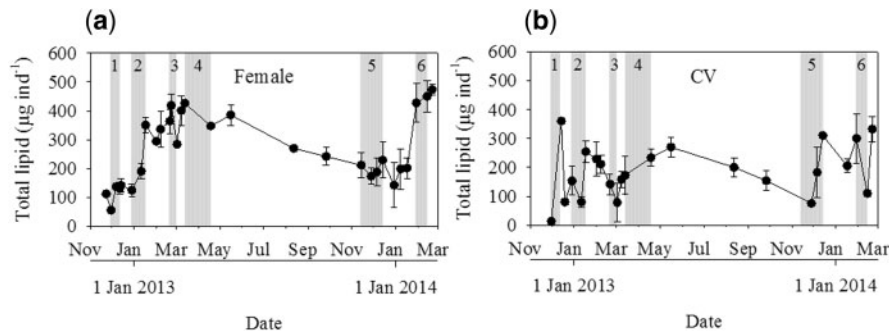 (a)
Total lipid (µg ind⁻¹)
600
500
400
300
200
100
0
1 2 3 4 5 6
Female
Nov Jan Mar May Jul Sep Nov Jan Mar
1 Jan 2013 1 Jan 2014
Date
(b)
Total lipid (µg ind⁻¹)
600
500
400
300
200
100
0
1 2 3 4 5 6
CV
Nov Jan Mar May Jul Sep Nov Jan Mar
1 Jan 2013 1 Jan 2014
Date